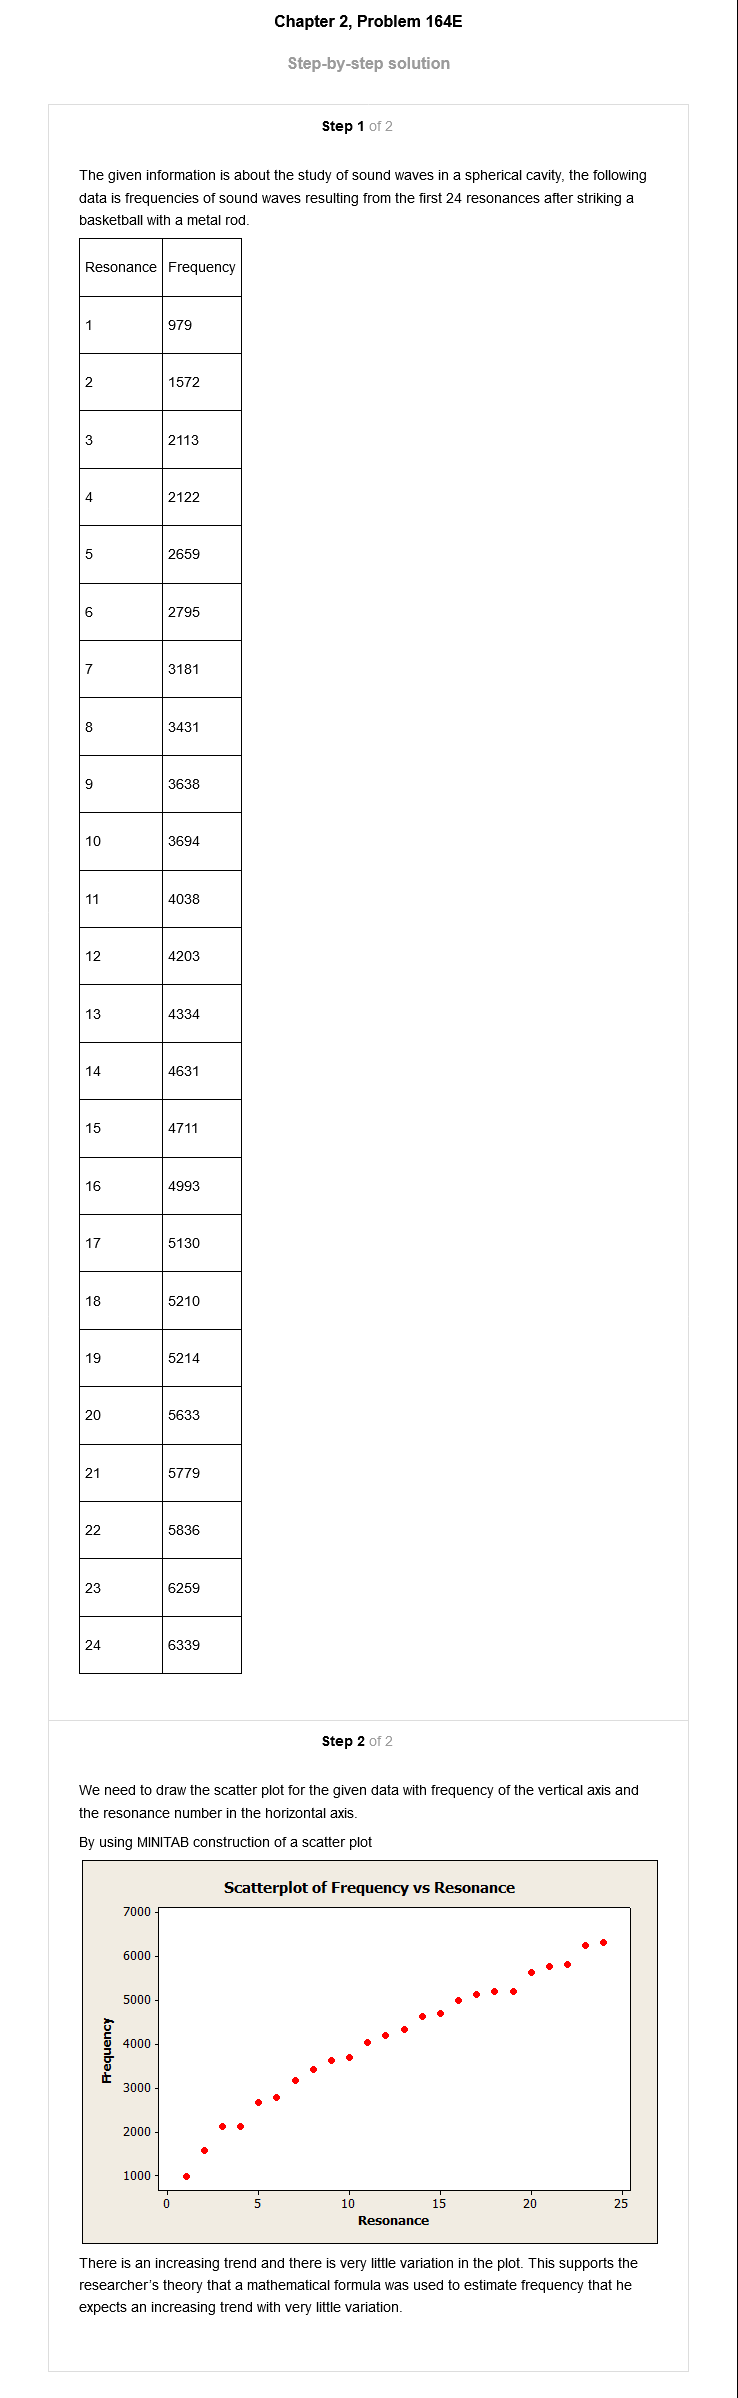 Chapter 2, Problem 164E
Step-by-step solution
Step 1 of 2
The given information is about the study of sound waves in a spherical cavity, the following
data is frequencies of sound waves resulting from the first 24 resonances after striking a
basketball with a metal rod.
Resonance Frequency
1 979
2 1572
3 2113
4 2122
5 2659
6 2795
7 3181
8 3431
9 3638
10 3694
11 4038
12 4203
13 4334
14 4631
15 4711
16 4993
17 5130
18 5210
19 5214
20 5633
21 5779
22 5836
23 6259
24 6339
Step 2 of 2
We need to draw the scatter plot for the given data with frequency of the vertical axis and
the resonance number in the horizontal axis.
By using MINITAB construction of a scatter plot
Scatterplot of Frequency vs Resonance
7000
6000
5000
4000
3000
2000
1000
Frequency
0 5 10 15 20 25
Resonance
There is an increasing trend and there is very little variation in the plot. This supports the
researcher's theory that a mathematical formula was used to estimate frequency that he
expects an increasing trend with very little variation.